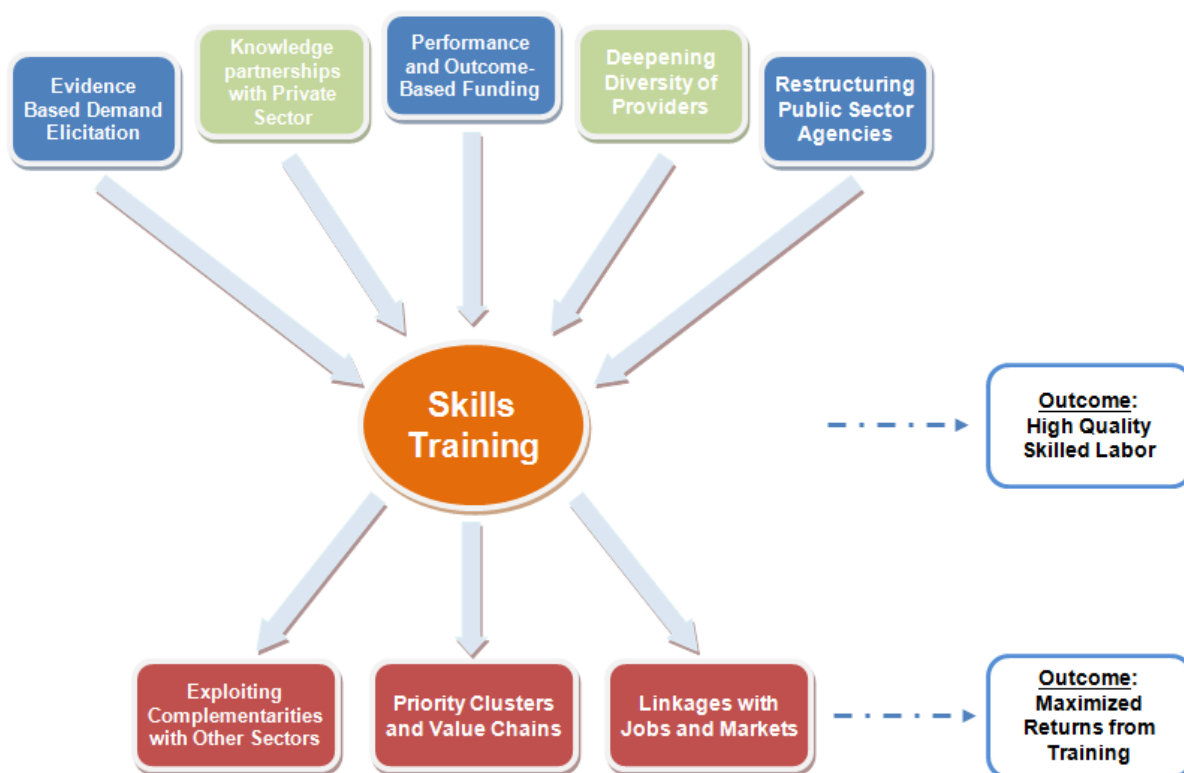 Evidence
Based Demand
Elicitation
Knowledge
partnerships
with Private
Sector
Performance
and Outcome-
Based Funding
Deepening
Diversity of
Providers
Restructuring
Public Sector
Agencies
Skills
Training
Outcome:
High Quality
Skilled Labor
Exploiting
Complementarities
with Other Sectors
Priority Clusters
and Value Chains
Linkages with
Jobs and Markets
Outcome:
Maximized
Returns from
Training